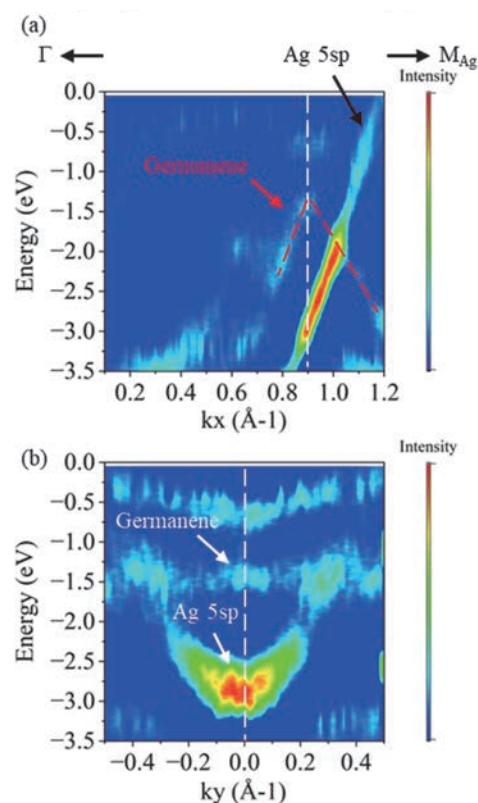 (a)
Γ
Ag 5sp
M_Ag
Intensity
Germanene
0.0
−0.5
−1.0
−1.5
−2.0
−2.5
−3.0
−3.5
Energy (eV)
0.2 0.4 0.6 0.8 1.0 1.2
kx (Å-1)
(b)
Intensity
Germanene
Ag 5sp
0.0
−0.5
−1.0
−1.5
−2.0
−2.5
−3.0
−3.5
Energy (eV)
−0.4 −0.2 0.0 0.2 0.4
ky (Å-1)